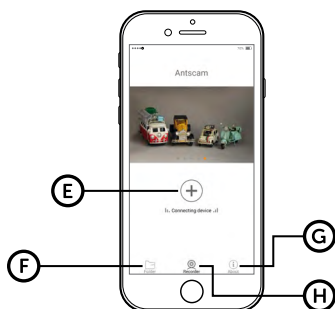 Antscam
E
Connecting device
F
Folder
Recorder
About
G
H